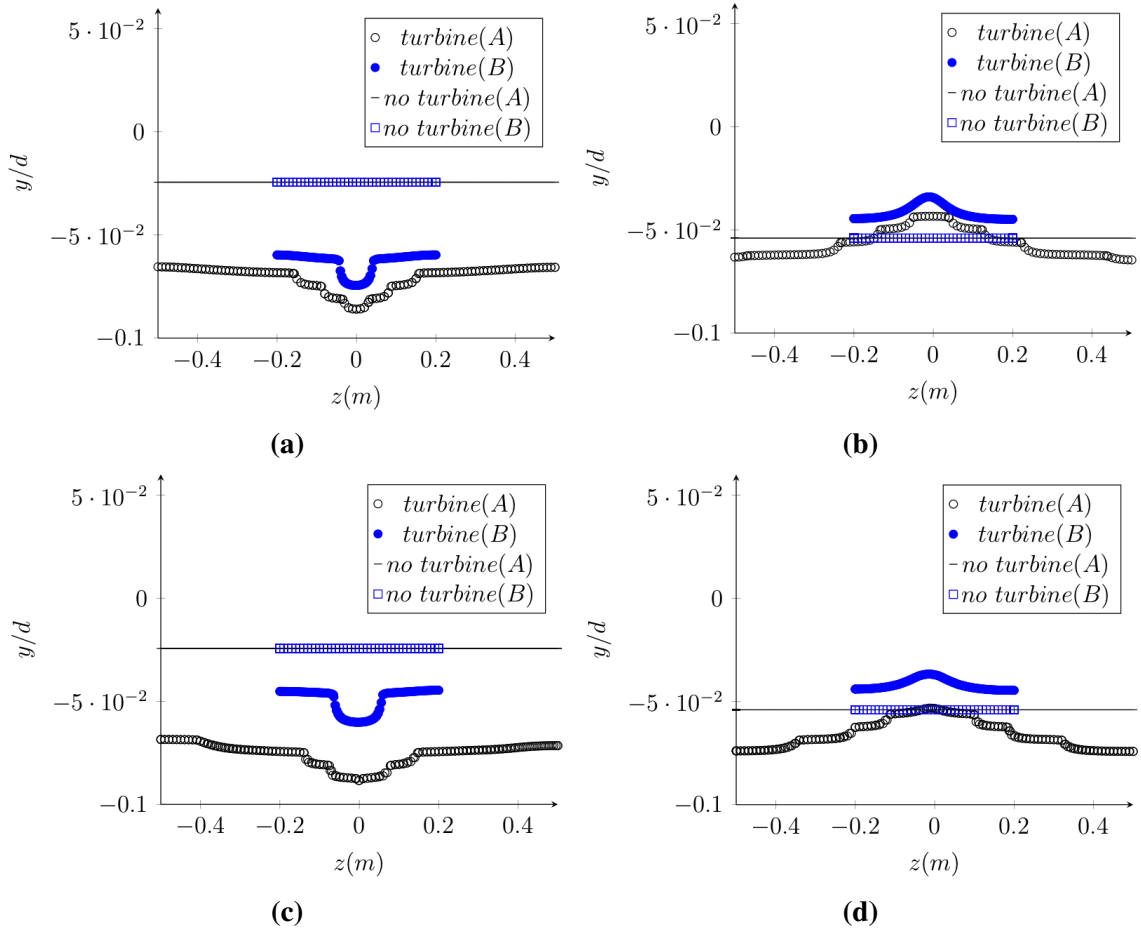 5 · 10⁻²
0
−5 · 10⁻²
−0.1
y/d
−0.4
−0.2
0
0.2
0.4
z(m)
turbine(A)
turbine(B)
no turbine(A)
no turbine(B)
(a)
5 · 10⁻²
0
−5 · 10⁻²
−0.1
y/d
−0.4
−0.2
0
0.2
0.4
z(m)
turbine(A)
turbine(B)
no turbine(A)
no turbine(B)
(b)
5 · 10⁻²
0
−5 · 10⁻²
−0.1
y/d
−0.4
−0.2
0
0.2
0.4
z(m)
turbine(A)
turbine(B)
no turbine(A)
no turbine(B)
(c)
5 · 10⁻²
0
−5 · 10⁻²
−0.1
y/d
−0.4
−0.2
0
0.2
0.4
z(m)
turbine(A)
turbine(B)
no turbine(A)
no turbine(B)
(d)